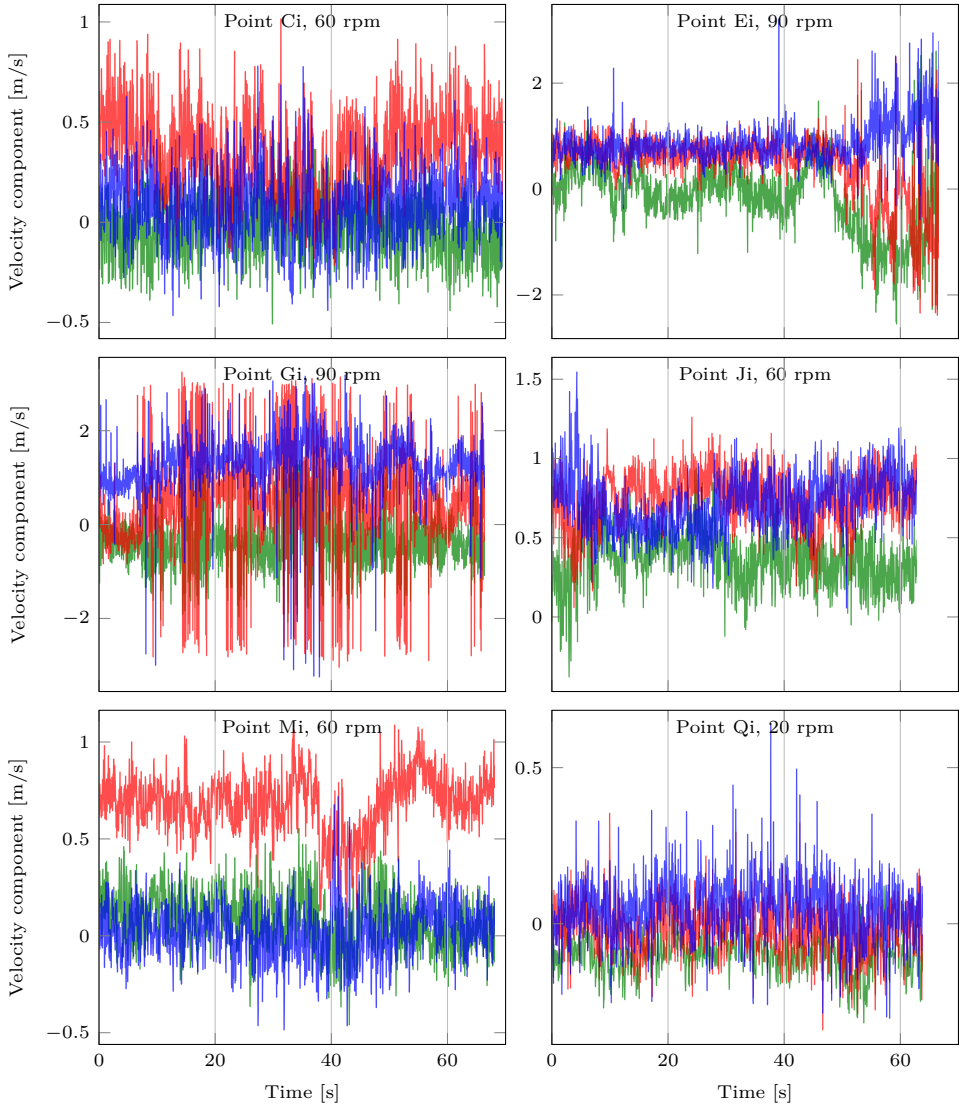 Point Ci, 60 rpm
Velocity component [m/s]
1
0.5
0
−0.5
Point Ei, 90 rpm
2
0
−2
Point Gi, 90 rpm
Velocity component [m/s]
2
0
−2
Point Ji, 60 rpm
1.5
1
0.5
0
Point Mi, 60 rpm
Velocity component [m/s]
1
0.5
0
−0.5
0 20 40 60
Time [s]
Point Qi, 20 rpm
0.5
0
0 20 40 60
Time [s]